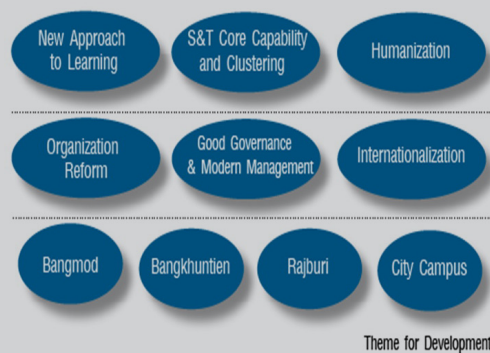 New Approach
to Learning
S&T Core Capability
and Clustering
Humanization
Organization
Reform
Good Governance
& Modern Management
Internationalization
Bangmod
Bangkhuntien
Rajburi
City Campus
Theme for Development